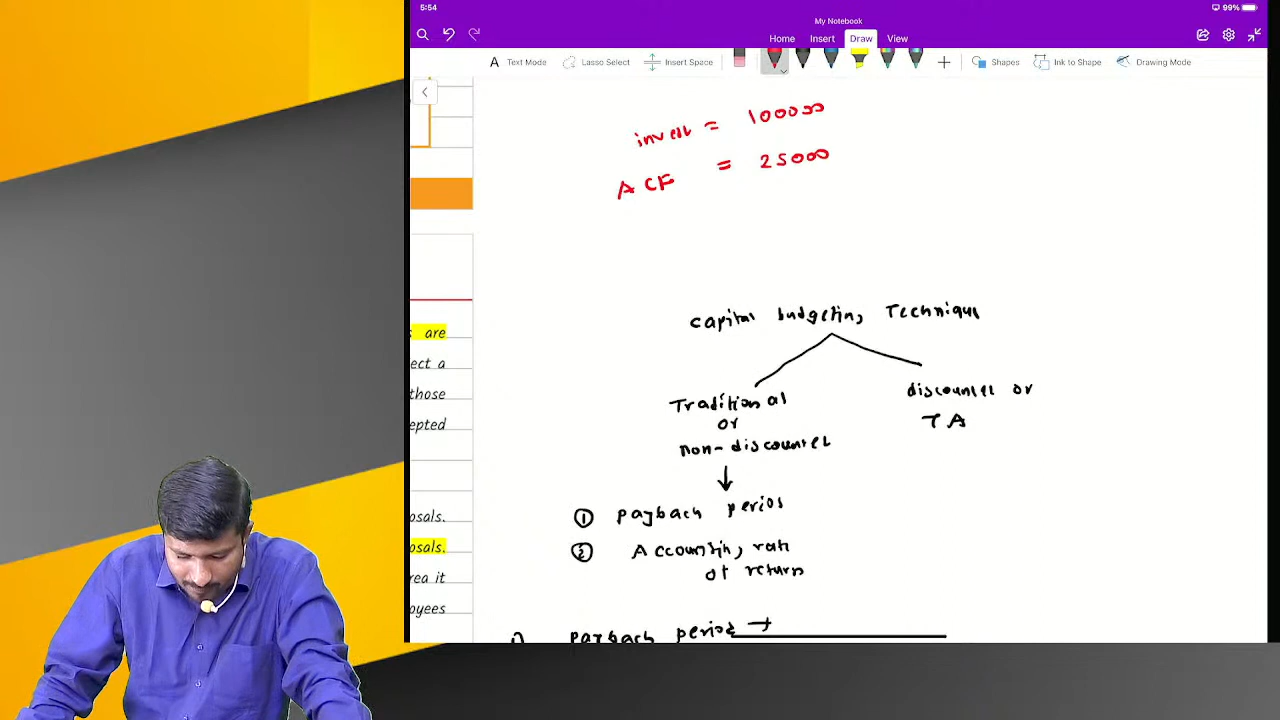 5:54
99%
My Notebook
Home Insert Draw View
A Text Mode Lasso Select Insert Space Shapes Ink to Shape Drawing Mode
invest = 100000
ACF = 25000
capital budgeting Technique
Traditional
or
non-discounted
discounted or
TA
① payback period
② Accounting rate
of return
1) payback period →
s are
ect a
those
epted
osals.
osals.
rea it
oyees